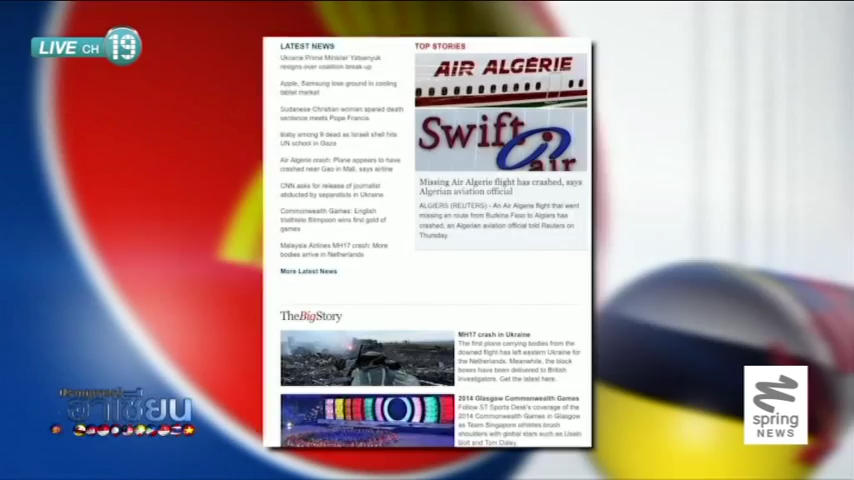 LIVE CH 19
LATEST NEWS
Ukraine Prime Minister Yatsenyuk
resigns over coalition break-up
Apple, Samsung lose ground in cooling
tablet market
Sudanese Christian woman spared death
sentence meets Pope Francis
Baby among 9 dead as Israeli shell hits
UN school in Gaza
Air Algerie crash: Plane appears to have
crashed near Gao in Mali, says airline
CNN asks for release of journalist
abducted by separatists in Ukraine
Commonwealth Games: English
triathlete Stimpson wins first gold of
games
Malaysia Airlines MH17 crash: More
bodies arrive in Netherlands
More Latest News
TOP STORIES
AIR ALGÉRIE
Swift
air
Missing Air Algerie flight has crashed, says
Algerian aviation official
ALGIERS (REUTERS) - An Air Algerie flight that went
missing en route from Burkina Faso to Algiers has
crashed, an Algerian aviation official told Reuters on
Thursday.
TheBigStory
MH17 crash in Ukraine
The first plane carrying bodies from the
downed flight has left eastern Ukraine for
the Netherlands. Meanwhile, the black
boxes have been delivered to British
investigators. Get the latest here.
2014 Glasgow Commonwealth Games
Follow ST Sports Desk's coverage of the
2014 Commonwealth Games in Glasgow
as Team Singapore athletes brush
shoulders with global stars such as Usain
Bolt and Tom Daley.
อาเซียน
spring
NEWS